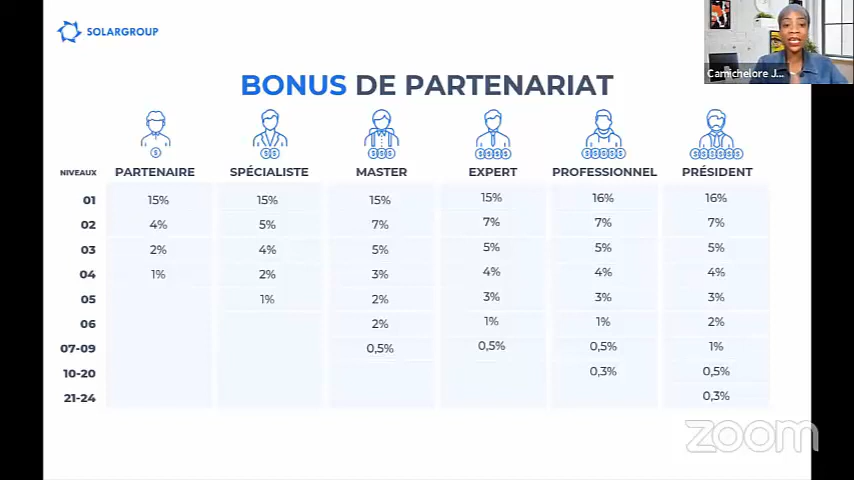 SOLARGROUP
Camichelore J...
BONUS DE PARTENARIAT
NIVEAUX PARTENAIRE SPÉCIALISTE MASTER EXPERT PROFESSIONNEL PRÉSIDENT
01 15% 15% 15% 15% 16% 16%
02 4% 5% 7% 7% 7% 7%
03 2% 4% 5% 5% 5% 5%
04 1% 2% 3% 4% 4% 4%
05 1% 2% 3% 3% 3%
06 2% 1% 1% 2%
07-09 0,5% 0,5% 0,5% 1%
10-20 0,3% 0,5%
21-24 0,3%
zoom